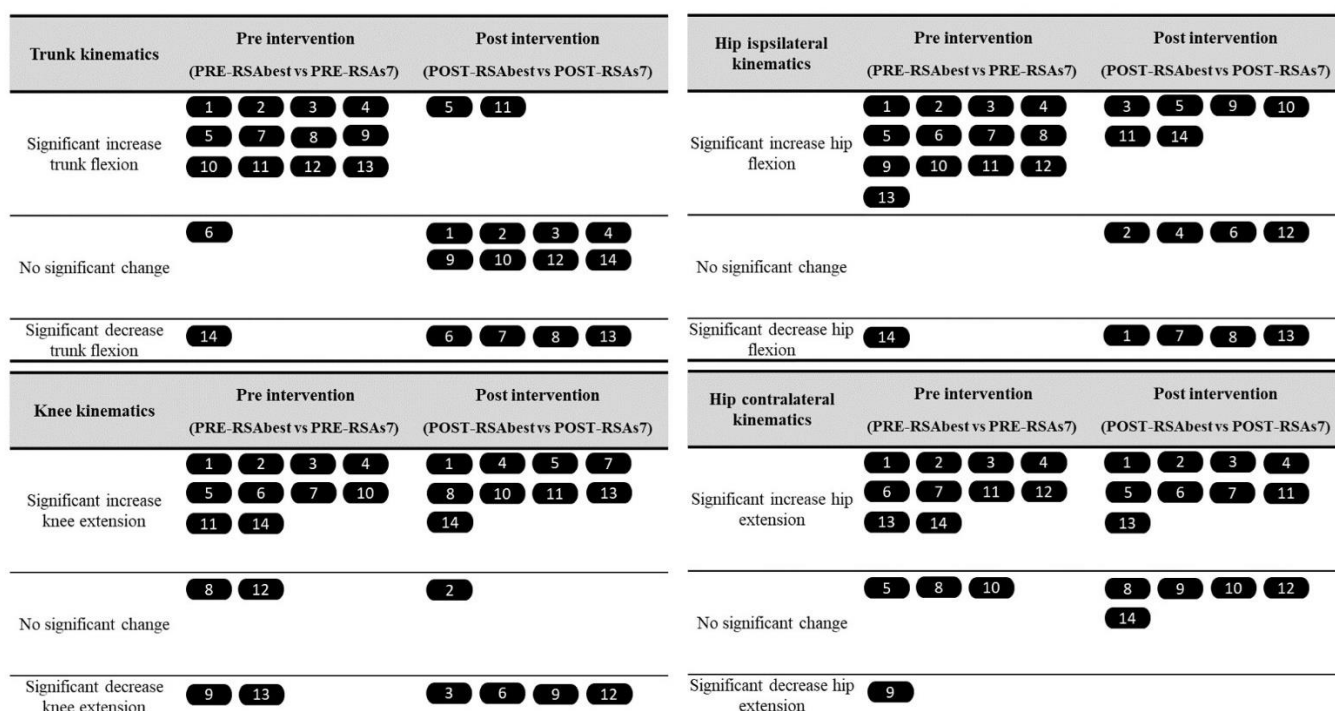 Trunk kinematics
Pre intervention
(PRE-RSAbest vs PRE-RSAs7)
Post intervention
(POST-RSAbest vs POST-RSAs7)
Significant increase
trunk flexion
1 2 3 4
5 7 8 9
10 11 12 13
5 11
No significant change
6
1 2 3 4
9 10 12 14
Significant decrease
trunk flexion
14
6 7 8 13
Hip ispsilateral
kinematics
Pre intervention
(PRE-RSAbest vs PRE-RSAs7)
Post intervention
(POST-RSAbest vs POST-RSAs7)
Significant increase hip
flexion
1 2 3 4
5 6 7 8
9 10 11 12
13
3 5 9 10
11 14
No significant change
2 4 6 12
Significant decrease hip
flexion
14
1 7 8 13
Knee kinematics
Pre intervention
(PRE-RSAbest vs PRE-RSAs7)
Post intervention
(POST-RSAbest vs POST-RSAs7)
Significant increase
knee extension
1 2 3 4
5 6 7 10
11 14
1 4 5 7
8 10 11 13
14
No significant change
8 12
2
Significant decrease
knee extension
9 13
3 6 9 12
Hip contralateral
kinematics
Pre intervention
(PRE-RSAbest vs PRE-RSAs7)
Post intervention
(POST-RSAbest vs POST-RSAs7)
Significant increase hip
extension
1 2 3 4
6 7 11 12
13 14
1 2 3 4
5 6 7 11
13
No significant change
5 8 10
8 9 10 12
14
Significant decrease hip
extension
9